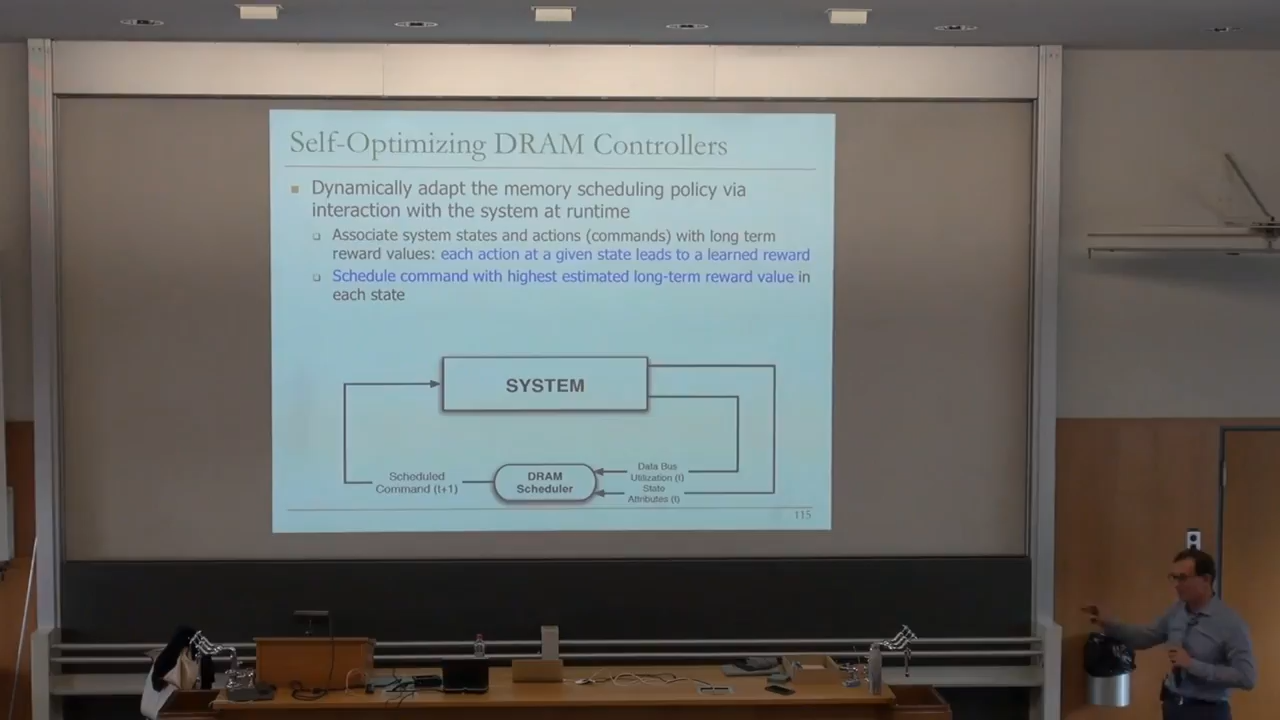 Self-Optimizing DRAM Controllers
Dynamically adapt the memory scheduling policy via
interaction with the system at runtime
Associate system states and actions (commands) with long term
reward values: each action at a given state leads to a learned reward
Schedule command with highest estimated long-term reward value in
each state
SYSTEM
Scheduled
Command (t+1)
DRAM
Scheduler
Data Bus
Utilization (t)
State
Attributes (t)
115